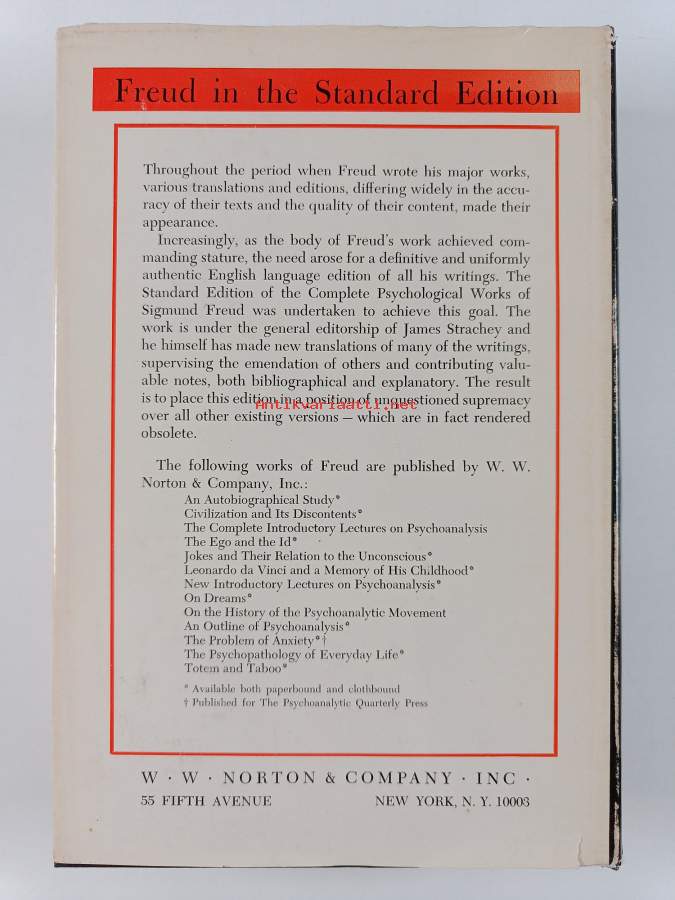 Freud in the Standard Edition
Throughout the period when Freud wrote his major works,
various translations and editions, differing widely in the accu-
racy of their texts and the quality of their content, made their
appearance.
Increasingly, as the body of Freud's work achieved com-
manding stature, the need arose for a definitive and uniformly
authentic English language edition of all his writings. The
Standard Edition of the Complete Psychological Works of
Sigmund Freud was undertaken to achieve this goal. The
work is under the general editorship of James Strachey and
he himself has made new translations of many of the writings,
supervising the emendation of others and contributing valu-
able notes, both bibliographical and explanatory. The result
is to place this edition in a position of unquestioned supremacy
Antikvariaatti.net
over all other existing versions — which are in fact rendered
obsolete.
The following works of Freud are published by W. W.
Norton & Company, Inc.:
An Autobiographical Study*
Civilization and Its Discontents*
The Complete Introductory Lectures on Psychoanalysis
The Ego and the Id*
Jokes and Their Relation to the Unconscious*
Leonardo da Vinci and a Memory of His Childhood*
New Introductory Lectures on Psychoanalysis*
On Dreams*
On the History of the Psychoanalytic Movement
An Outline of Psychoanalysis*
The Problem of Anxiety*†
The Psychopathology of Everyday Life*
Totem and Taboo*
* Available both paperbound and clothbound
† Published for The Psychoanalytic Quarterly Press
W · W · NORTON & COMPANY · INC ·
55 FIFTH AVENUE NEW YORK, N. Y. 10003